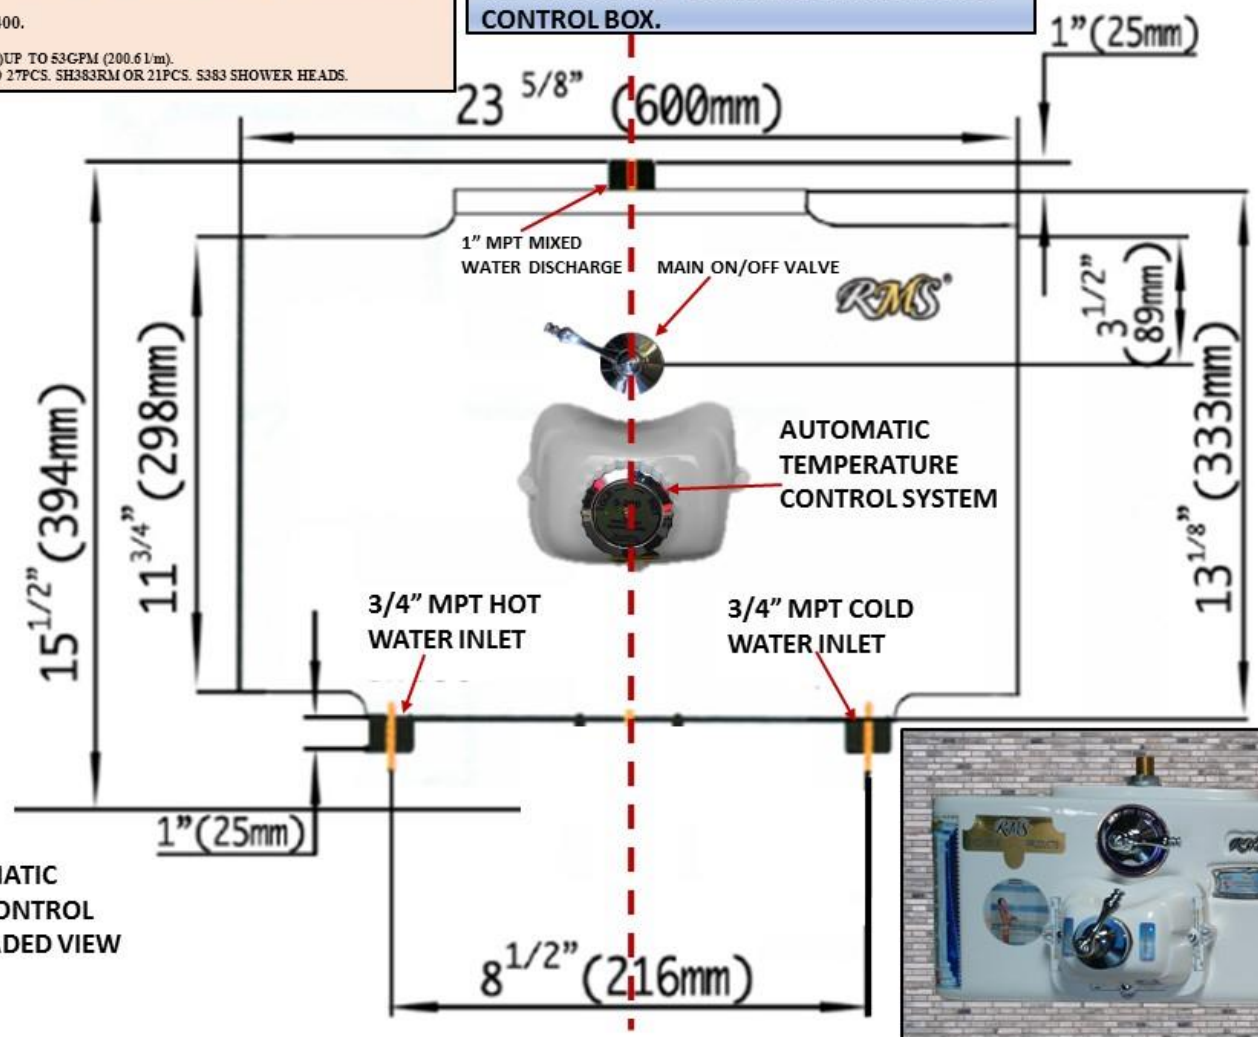 400.
)UP TO 53GPM (200.6 l/m).
27PCS. SH383RM OR 21PCS. S383 SHOWER HEADS.
CONTROL BOX.
1”(25mm)
23 5/8” (600mm)
1” MPT MIXED
WATER DISCHARGE
MAIN ON/OFF VALVE
RMS®
3 1/2”
(89mm)
15 1/2” (394mm)
11 3/4” (298mm)
13 1/8” (333mm)
AUTOMATIC
TEMPERATURE
CONTROL SYSTEM
3/4” MPT HOT
WATER INLET
3/4” MPT COLD
WATER INLET
1”(25mm)
MATIC
CONTROL
DED VIEW
8 1/2” (216mm)
RMS